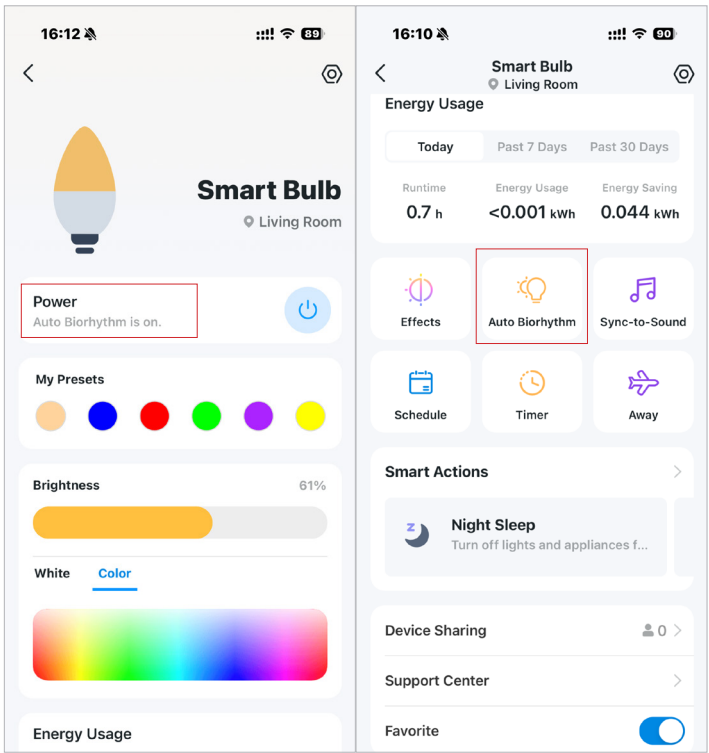 16:12
89
Smart Bulb
Living Room
Power
Auto Biorhythm is on.
My Presets
Brightness
61%
White
Color
Energy Usage
16:10
90
Smart Bulb
Living Room
Energy Usage
Today
Past 7 Days
Past 30 Days
Runtime
Energy Usage
Energy Saving
0.7 h
<0.001 kWh
0.044 kWh
Effects
Auto Biorhythm
Sync-to-Sound
Schedule
Timer
Away
Smart Actions
z
Night Sleep
Turn off lights and appliances f...
Device Sharing
0
Support Center
Favorite